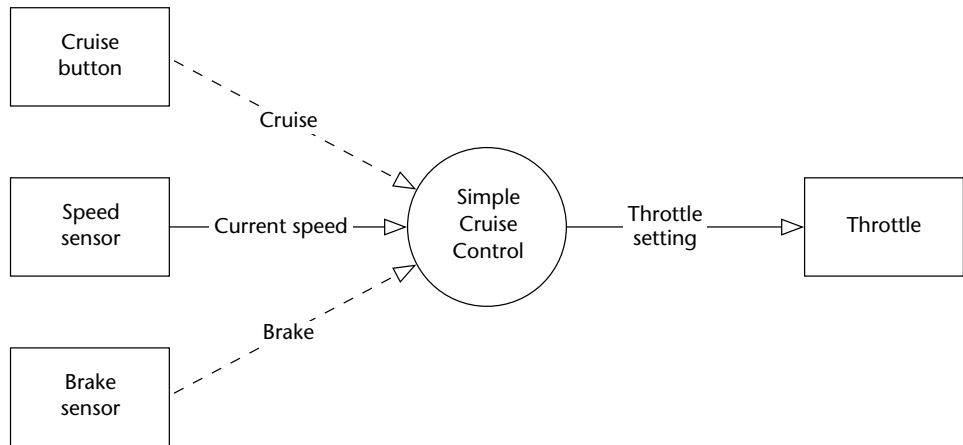 Cruise
button
Cruise
Speed
sensor
Current speed
Simple
Cruise
Control
Throttle
setting
Throttle
Brake
Brake
sensor